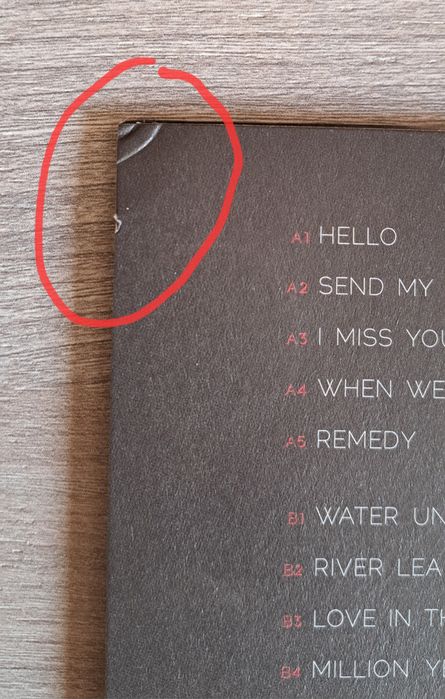 A1 HELLO
A2 SEND MY
A3 I MISS YOU
A4 WHEN WE
A5 REMEDY
B1 WATER UN
B2 RIVER LEA
B3 LOVE IN TH
B4 MILLION Y